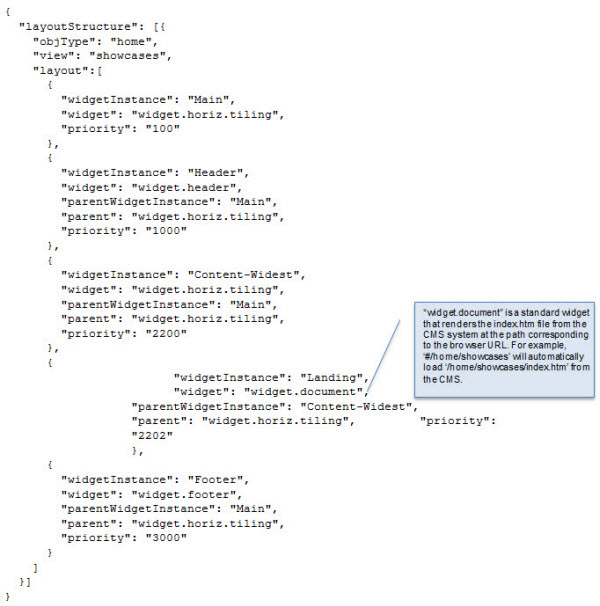 {
"layoutStructure": [{
"objType": "home",
"view": "showcases",
"layout":[
{
"widgetInstance": "Main",
"widget": "widget.horiz.tiling",
"priority": "100"
},
{
"widgetInstance": "Header",
"widget": "widget.header",
"parentWidgetInstance": "Main",
"parent": "widget.horiz.tiling",
"priority": "1000"
},
{
"widgetInstance": "Content-Widest",
"widget": "widget.horiz.tiling",
"parentWidgetInstance": "Main",
"parent": "widget.horiz.tiling",
"priority": "2200"
},
{
"widgetInstance": "Landing",
"widget": "widget.document",
"parentWidgetInstance": "Content-Widest",
"parent": "widget.horiz.tiling", "priority":
"2202"
},
{
"widgetInstance": "Footer",
"widget": "widget.footer",
"parentWidgetInstance": "Main",
"parent": "widget.horiz.tiling",
"priority": "3000"
}
]
}]
}
"widget.document" is a standard widget
that renders the index.htm file from the
CMS system at the path corresponding
to the browser URL. For example,
'#/home/showcases' will automatically
load '/home/showcases/index.htm' from
the CMS.